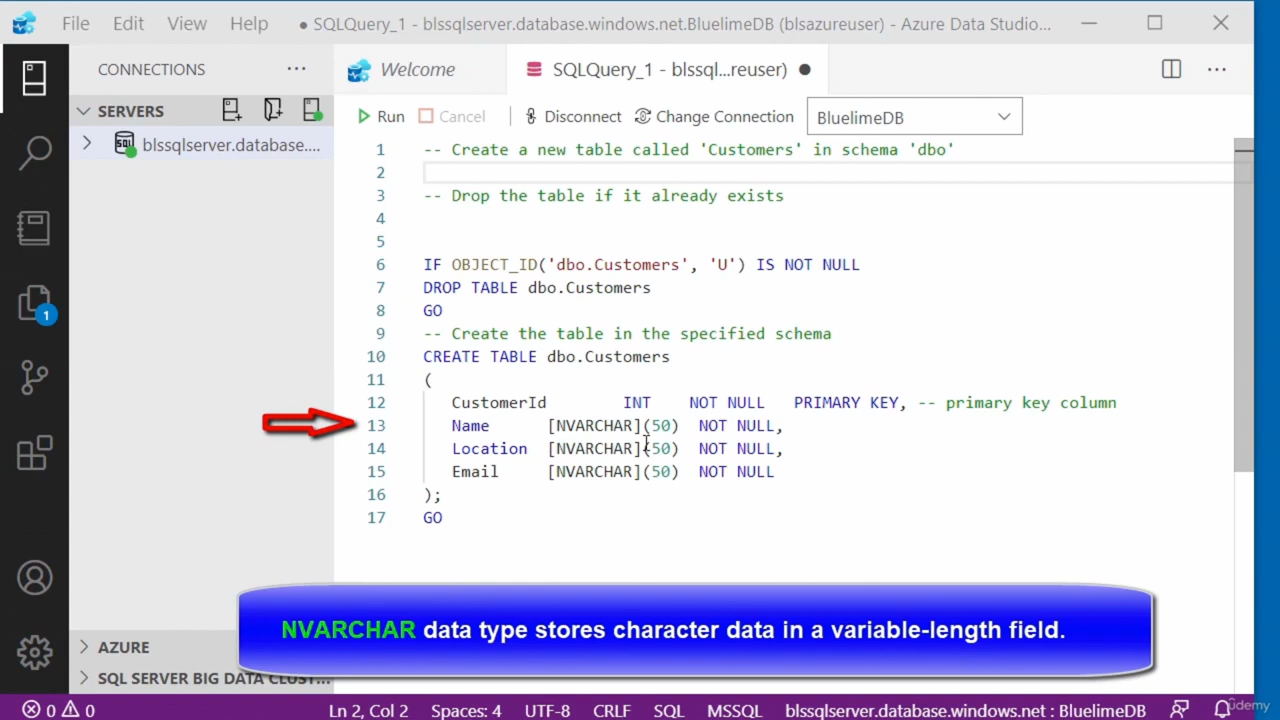 File Edit View Help ● SQLQuery_1 - blssqlserver.database.windows.net.BluelimeDB (blsazureuser) - Azure Data Studio...
CONNECTIONS ...
Welcome
SQLQuery_1 - blssql...reuser) ●
SERVERS
blssqlserver.database....
Run Cancel Disconnect Change Connection BluelimeDB
1 -- Create a new table called 'Customers' in schema 'dbo'
2
3 -- Drop the table if it already exists
4
5
6 IF OBJECT_ID('dbo.Customers', 'U') IS NOT NULL
7 DROP TABLE dbo.Customers
8 GO
9 -- Create the table in the specified schema
10 CREATE TABLE dbo.Customers
11 (
12 CustomerId INT NOT NULL PRIMARY KEY, -- primary key column
13 Name [NVARCHAR](50) NOT NULL,
14 Location [NVARCHAR](50) NOT NULL,
15 Email [NVARCHAR](50) NOT NULL
16 );
17 GO
1
NVARCHAR data type stores character data in a variable-length field.
AZURE
SQL SERVER BIG DATA CLUST...
0 0 Ln 2, Col 2 Spaces: 4 UTF-8 CRLF SQL MSSQL blssqlserver.database.windows.net : BluelimeDB
ûdemy